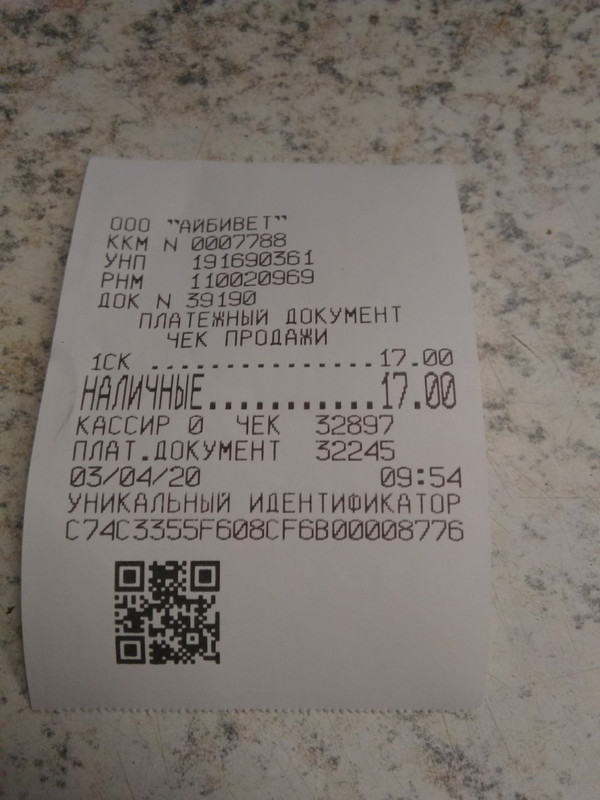 ООО "АЙБИВЕТ"
ККМ N 0007788
УНП 191690361
РНМ 110020969
ДОК N 39190
ПЛАТЕЖНЫЙ ДОКУМЕНТ
ЧЕК ПРОДАЖИ
1СК ................17.00
НАЛИЧНЫЕ...........17.00
КАССИР 0 ЧЕК 32897
ПЛАТ.ДОКУМЕНТ 32245
03/04/20 09:54
УНИКАЛЬНЫЙ ИДЕНТИФИКАТОР
C74C3355F608CF6B00008776